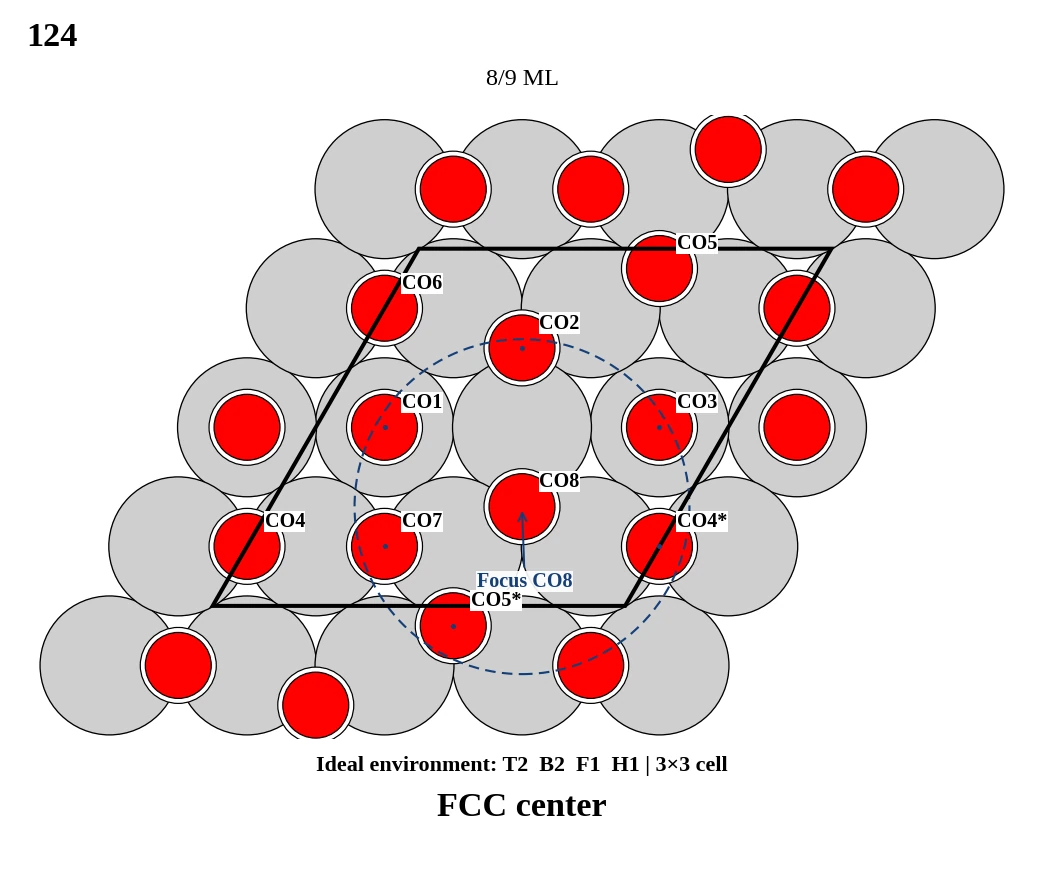 124
8/9 ML
CO5
CO6
CO2
CO1
CO3
CO8
CO4
CO7
CO4*
Focus CO8
CO5*
Ideal environment: T2 B2 F1 H1 | 3×3 cell
FCC center